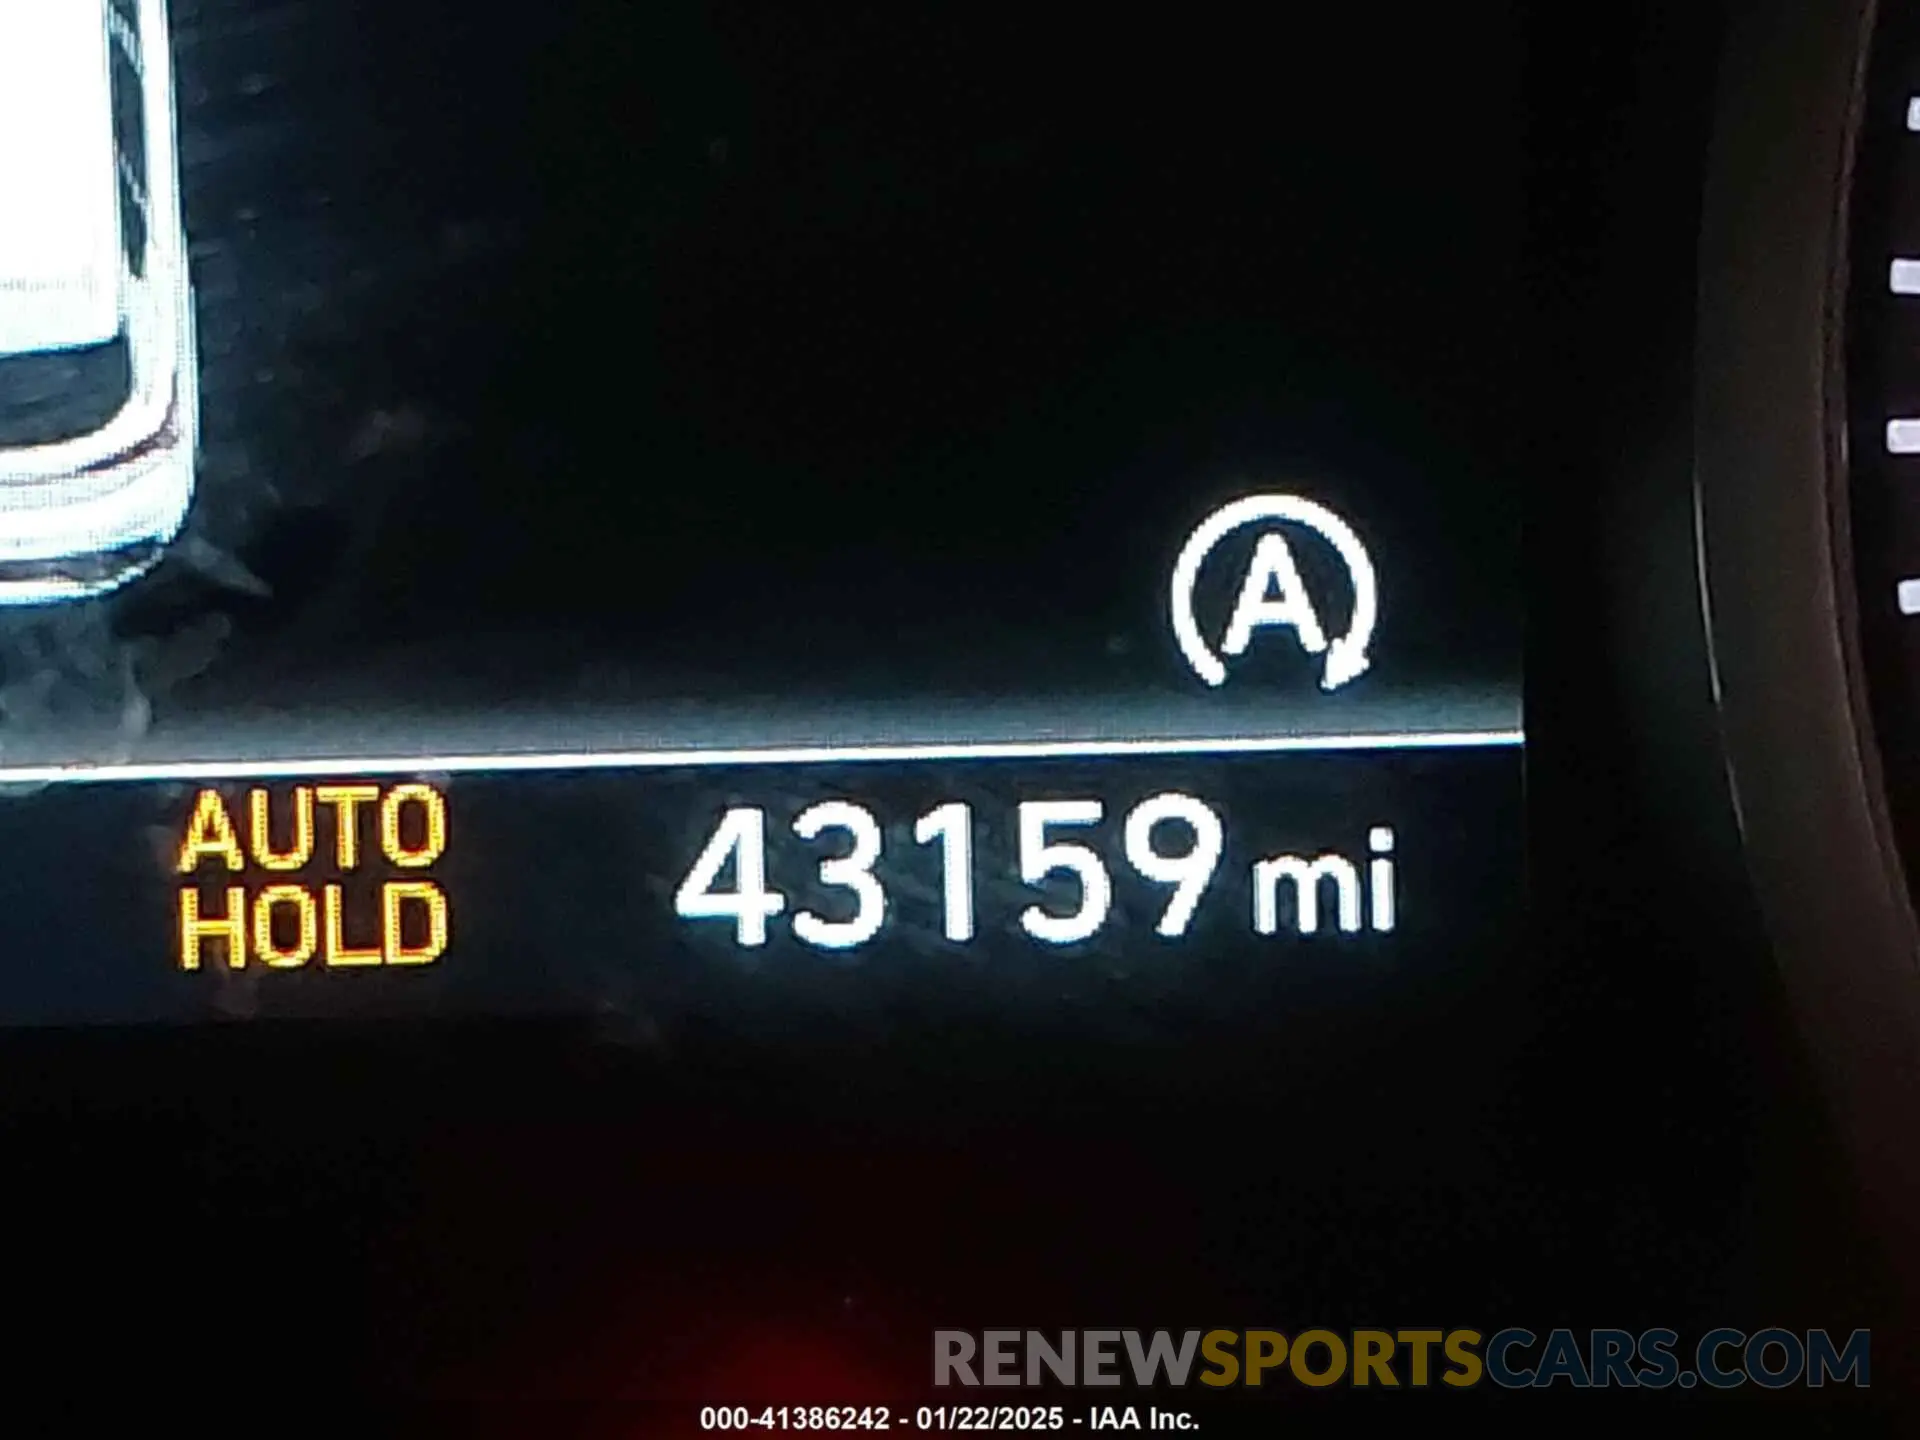 A
AUTO
HOLD
43159 mi
RENEWSPORTSCARS.COM
000-41386242 - 01/22/2025 - IAA Inc.